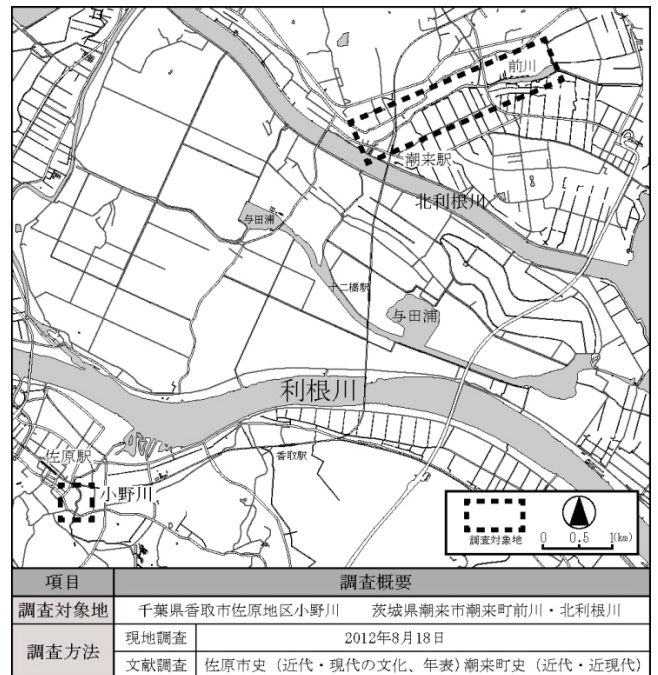 前川
潮来駅
北利根川
与田浦
十二橋駅
与田浦
利根川
香取駅
佐原駅
小野川
調査対象地
0 0.5 1(km)
項目 調査概要
調査対象地 千葉県香取市佐原地区小野川 茨城県潮来市潮来町前川・北利根川
調査方法 現地調査 2012年8月18日
文献調査 佐原市史（近代・現代の文化、年表）潮来町史（近代・近現代）